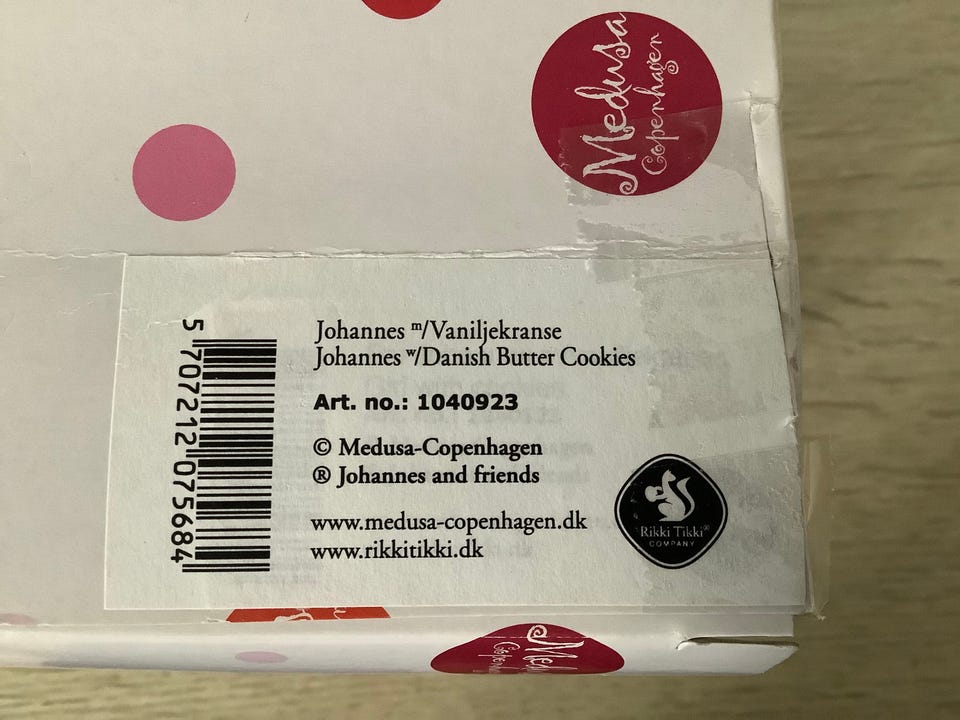 Medusa
Copenhagen
Johannes m/Vaniljekranse
Johannes w/Danish Butter Cookies
Art. no.: 1040923
© Medusa-Copenhagen
® Johannes and friends
www.medusa-copenhagen.dk
www.rikkitikki.dk
5 707212 075684
Rikki Tikki®
COMPANY